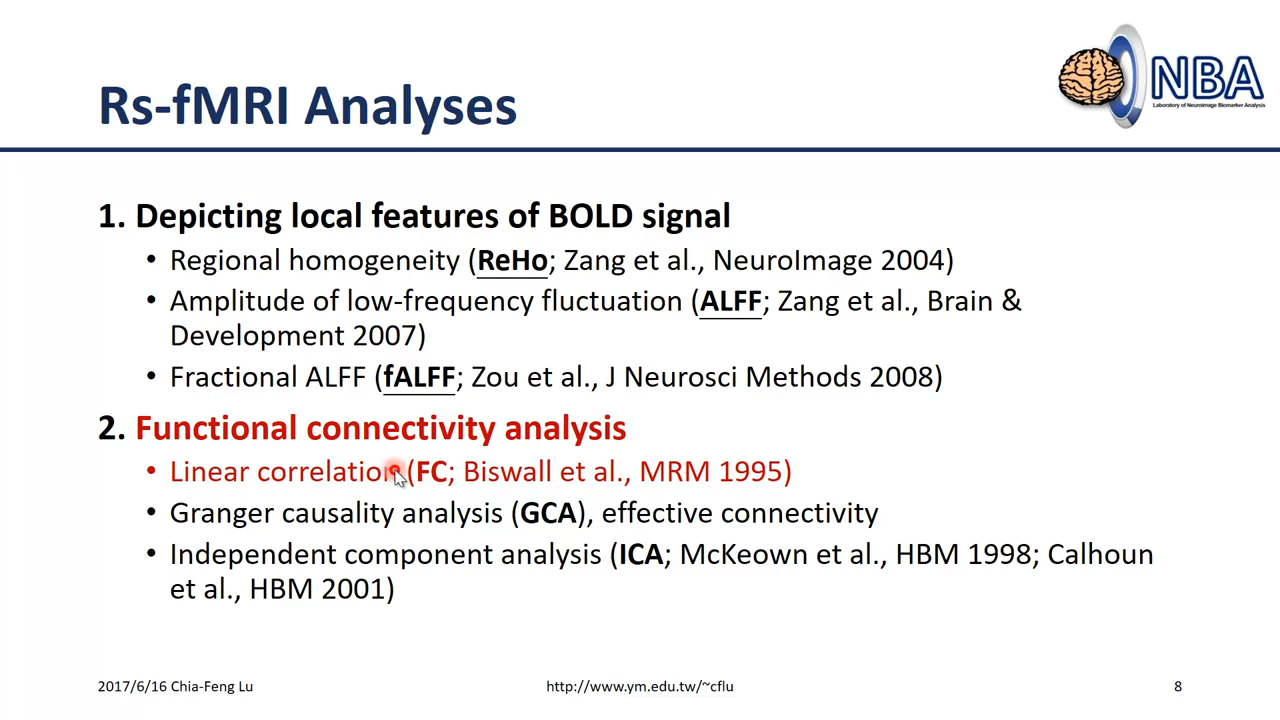 NBA
Laboratory of Neuroimage Biomarker Analysis
Rs-fMRI Analyses
1. Depicting local features of BOLD signal
• Regional homogeneity (ReHo; Zang et al., NeuroImage 2004)
• Amplitude of low-frequency fluctuation (ALFF; Zang et al., Brain &
Development 2007)
• Fractional ALFF (fALFF; Zou et al., J Neurosci Methods 2008)
2. Functional connectivity analysis
• Linear correlation (FC; Biswall et al., MRM 1995)
• Granger causality analysis (GCA), effective connectivity
• Independent component analysis (ICA; McKeown et al., HBM 1998; Calhoun
et al., HBM 2001)
2017/6/16 Chia-Feng Lu
http://www.ym.edu.tw/~cflu
8